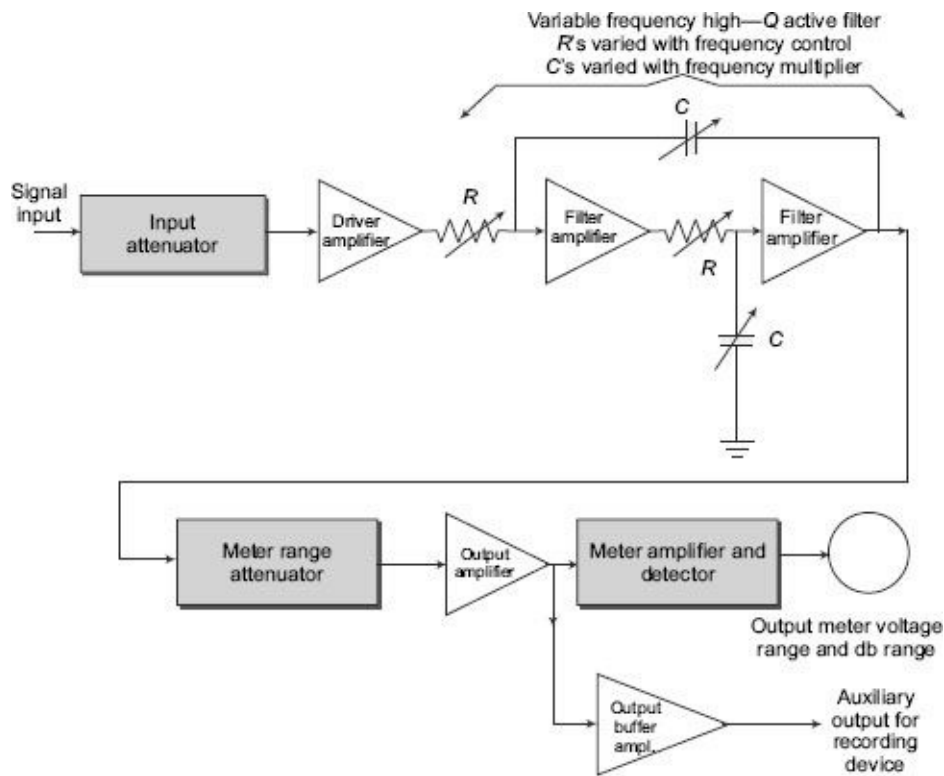 Variable frequency high—Q active filter
R's varied with frequency control
C's varied with frequency multiplier
C
Signal
input
Input
attenuator
Driver
amplifier
R
Filter
amplifier
R
Filter
amplifier
C
Meter range
attenuator
Output
amplifier
Meter amplifier and
detector
Output meter voltage
range and db range
Output
buffer
ampl.
Auxiliary
output for
recording
device